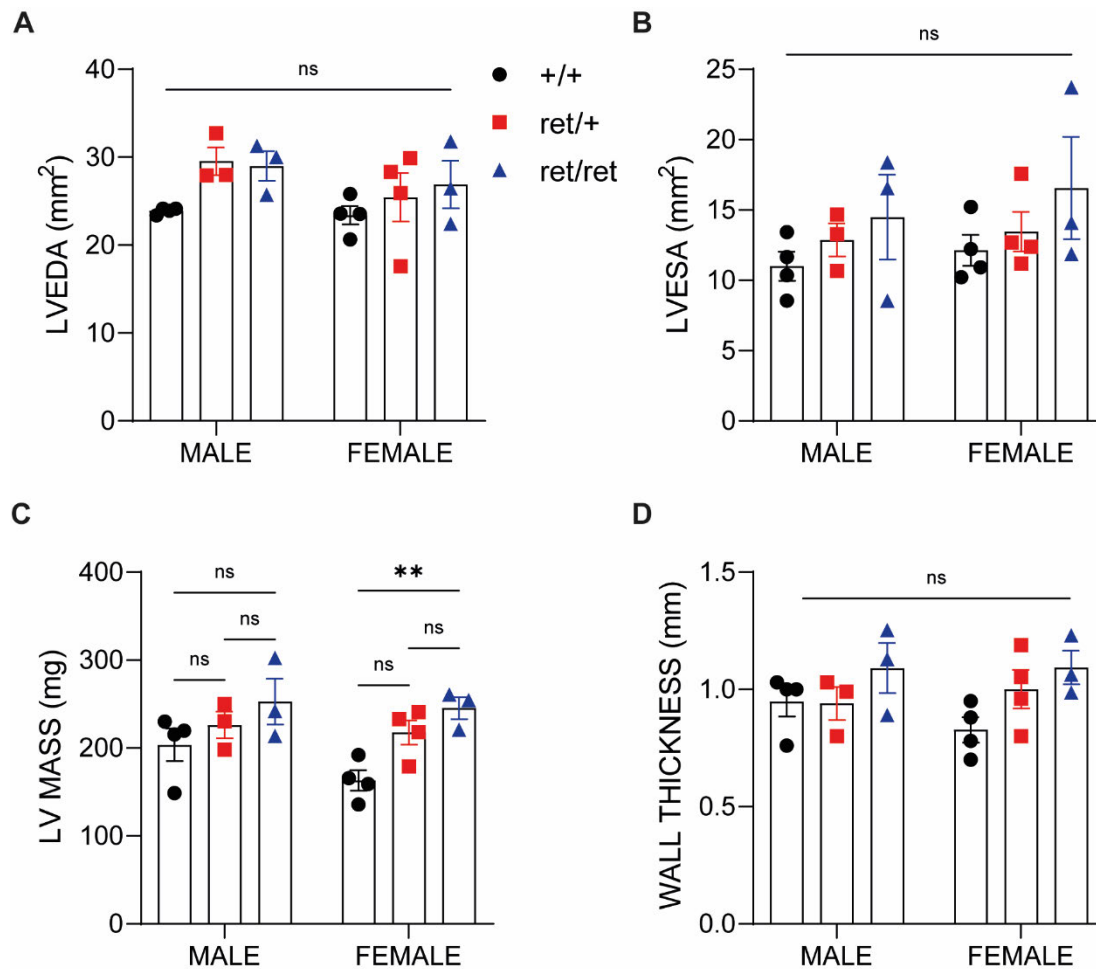 A
ns
LVEDA (mm²)
40
30
20
10
0
MALE
FEMALE
+/+
ret/+
ret/ret
B
ns
LVESA (mm²)
25
20
15
10
5
0
MALE
FEMALE
C
LV MASS (mg)
400
300
200
100
0
ns
ns
ns
**
ns
ns
MALE
FEMALE
D
ns
WALL THICKNESS (mm)
1.5
1.0
0.5
0.0
MALE
FEMALE